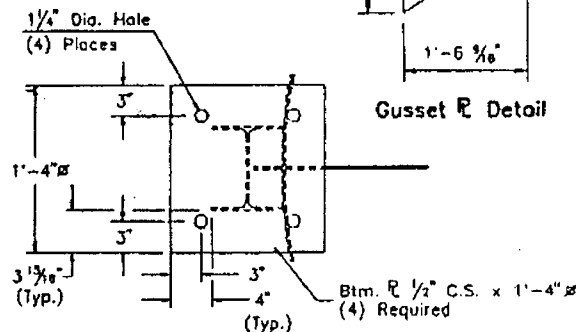 1¼" Dia. Hole
(4) Places
1'-6 9/16"
Gusset ㄆ Detail
3"
1'-4"ø
3"
3 13/16"
(Typ.)
3"
4"
(Typ.)
Btm. PL ½" C.S. x 1'-4"ø
(4) Required